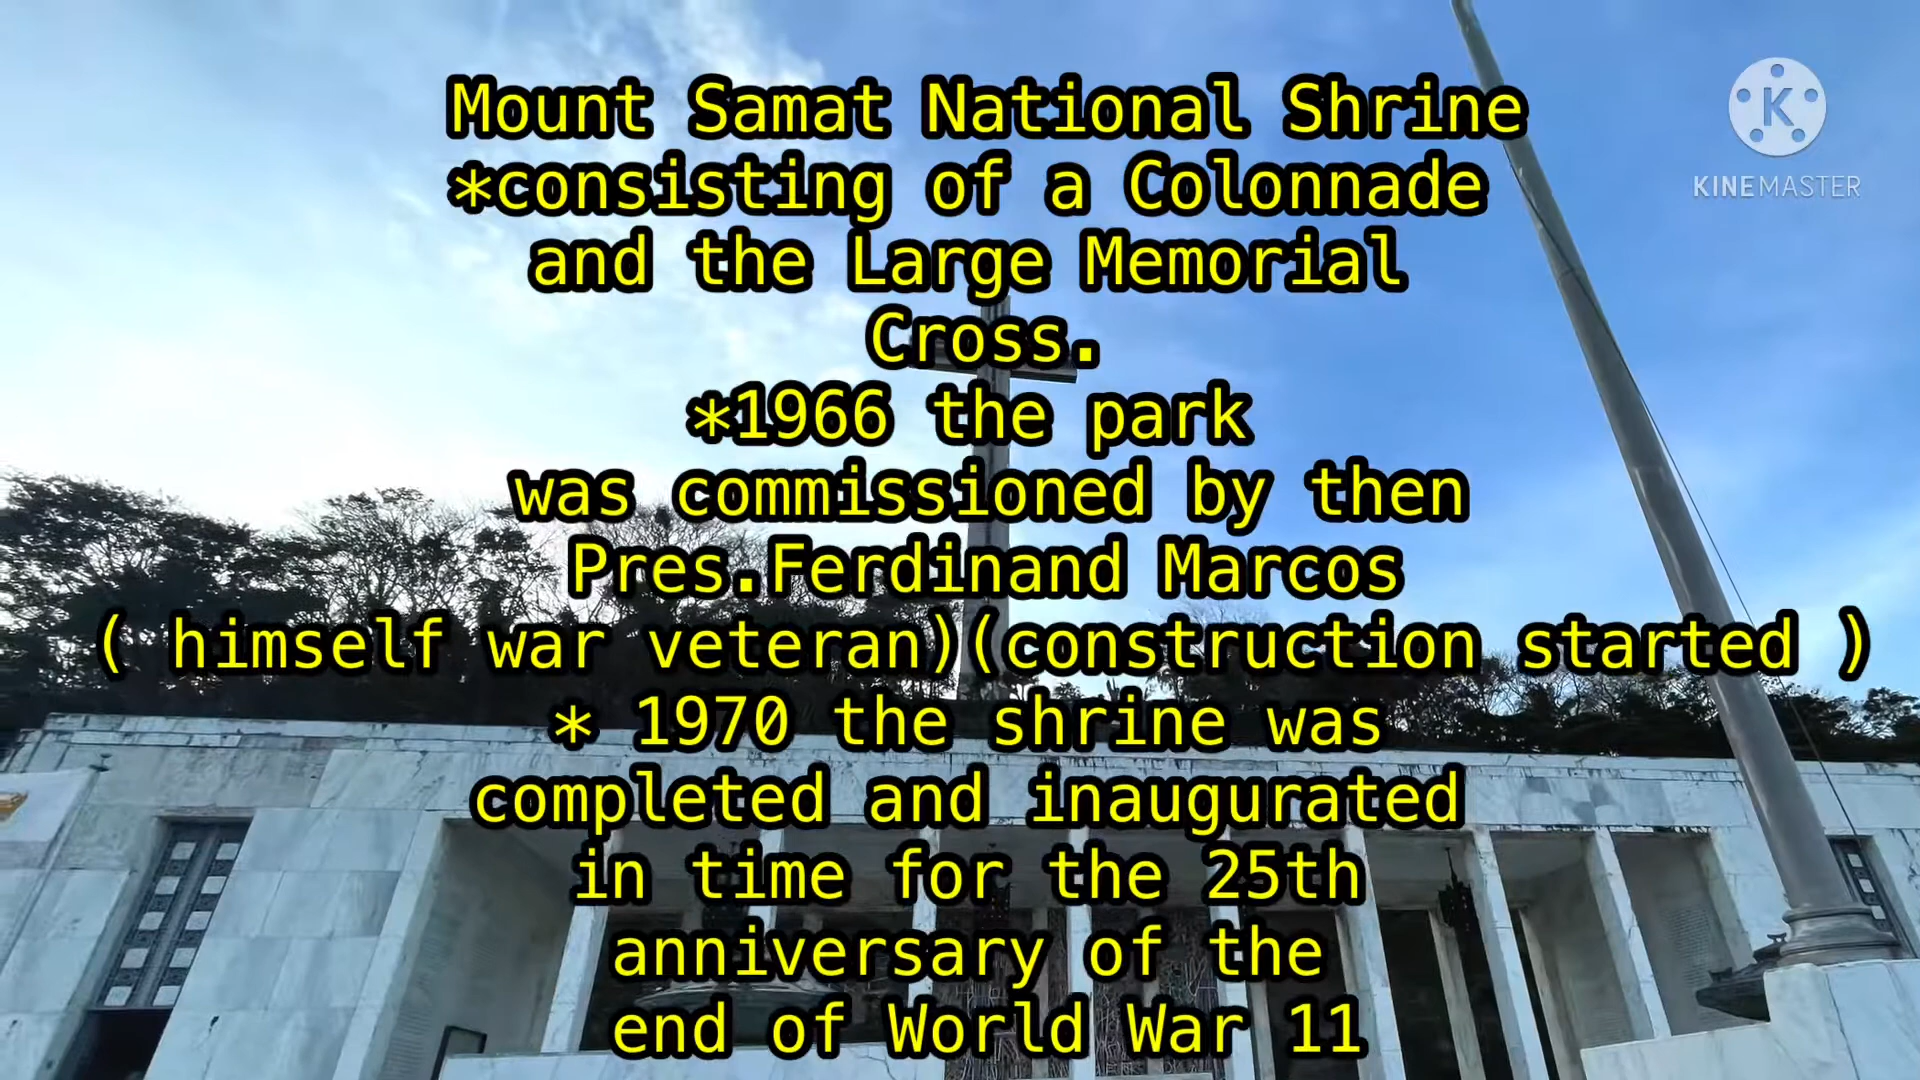 Mount Samat National Shrine
*consisting of a Colonnade
and the Large Memorial
Cross.
*1966 the park
was commissioned by then
Pres.Ferdinand Marcos
( himself war veteran)(construction started )
* 1970 the shrine was
completed and inaugurated
in time for the 25th
anniversary of the
end of World War 11
K
KINEMASTER